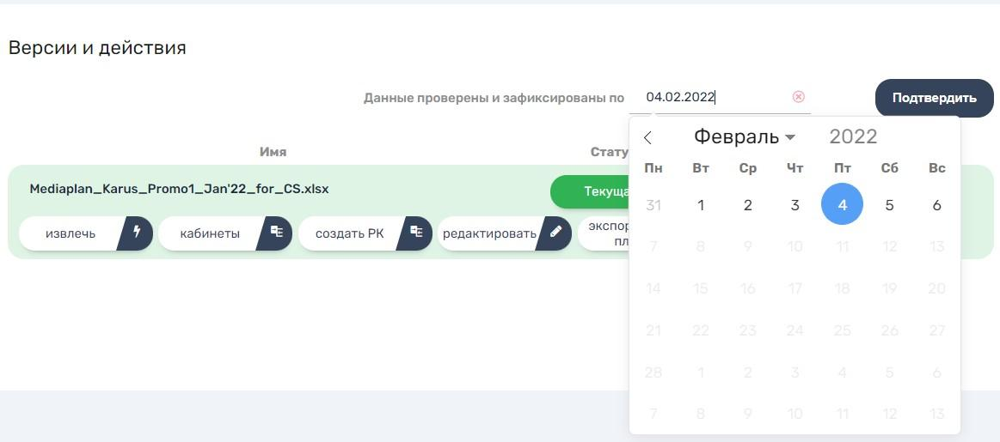 Версии и действия
Данные проверены и зафиксированы по 04.02.2022 Подтвердить
Февраль 2022
Пн Вт Ср Чт Пт Сб Вс
31 1 2 3 4 5 6
7 8 9 10 11 12 13
14 15 16 17 18 19 20
21 22 23 24 25 26 27
28 1 2 3 4 5 6
7 8 9 10 11 12 13
Имя Стату
Mediaplan_Karus_Promo1_Jan'22_for_CS.xlsx Текуща
извлечь кабинеты создать РК редактировать экспор
пл